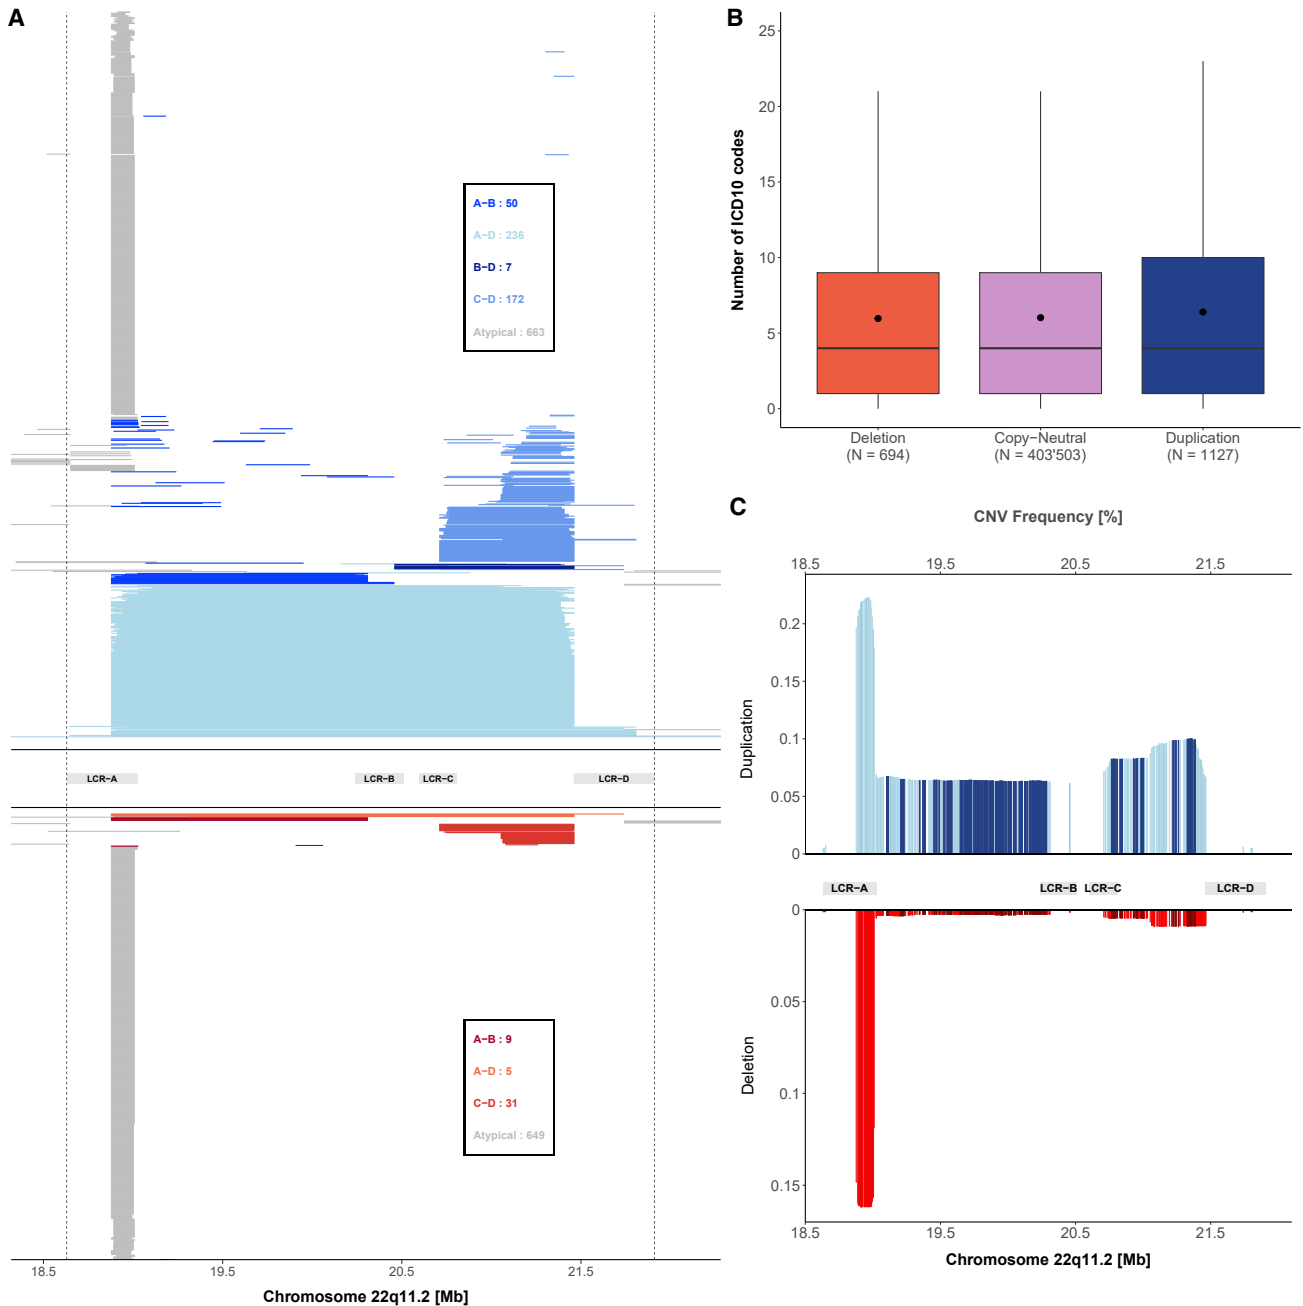 A
A−B : 50
A−D : 236
B−D : 7
C−D : 172
Atypical : 663
LCR−A
LCR−B
LCR−C
LCR−D
A−B : 9
A−D : 5
C−D : 31
Atypical : 649
18.5
19.5
20.5
21.5
Chromosome 22q11.2 [Mb]
B
Number of ICD10 codes
25
20
15
10
5
0
Deletion
(N = 694)
Copy−Neutral
(N = 403'503)
Duplication
(N = 1127)
C
CNV Frequency [%]
18.5
19.5
20.5
21.5
Duplication
0.2
0.15
0.1
0.05
0
LCR−A
LCR−B
LCR−C
LCR−D
Deletion
0
0.05
0.1
0.15
18.5
19.5
20.5
21.5
Chromosome 22q11.2 [Mb]